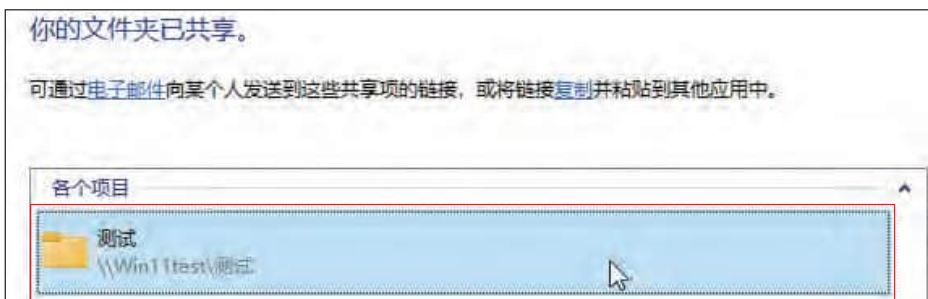 你的文件夹已共享。
可通过电子邮件向某个人发送到这些共享项的链接，或将链接复制并粘贴到其他应用中。
各个项目
测试
\\Win11test\测试